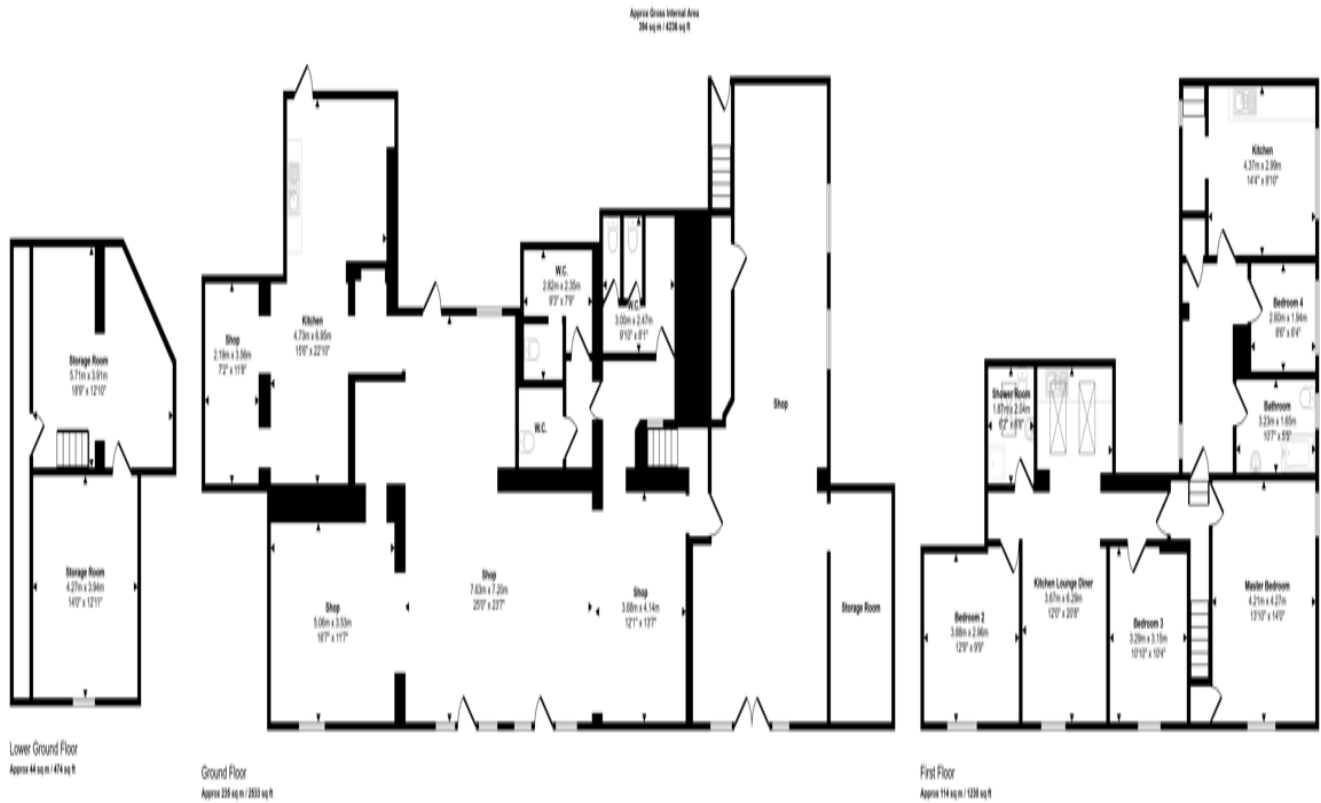 Approx Gross Internal Area
394 sq m / 4238 sq ft
Storage Room
5.71m x 3.91m
18'9" x 12'10"
Storage Room
4.27m x 3.94m
14'0" x 12'11"
Lower Ground Floor
Approx 44 sq m / 474 sq ft
Shop
2.19m x 3.56m
7'2" x 11'8"
Kitchen
4.73m x 6.95m
15'6" x 22'10"
W.C.
2.82m x 2.35m
9'3" x 7'9"
W.C.
3.00m x 2.47m
9'10" x 8'1"
W.C.
Shop
Shop
5.06m x 3.53m
16'7" x 11'7"
Shop
7.63m x 7.20m
25'0" x 23'7"
Shop
3.68m x 4.14m
12'1" x 13'7"
Storage Room
Ground Floor
Approx 235 sq m / 2533 sq ft
Kitchen
4.37m x 2.99m
14'4" x 9'10"
Bedroom 4
2.60m x 1.94m
8'6" x 6'4"
Shower Room
1.87m x 2.04m
6'2" x 6'8"
Bathroom
3.23m x 1.65m
10'7" x 5'5"
Bedroom 2
3.88m x 2.96m
12'9" x 9'9"
Kitchen Lounge Diner
3.67m x 6.29m
12'0" x 20'8"
Bedroom 3
3.29m x 3.15m
10'10" x 10'4"
Master Bedroom
4.21m x 4.27m
13'10" x 14'0"
First Floor
Approx 114 sq m / 1230 sq ft